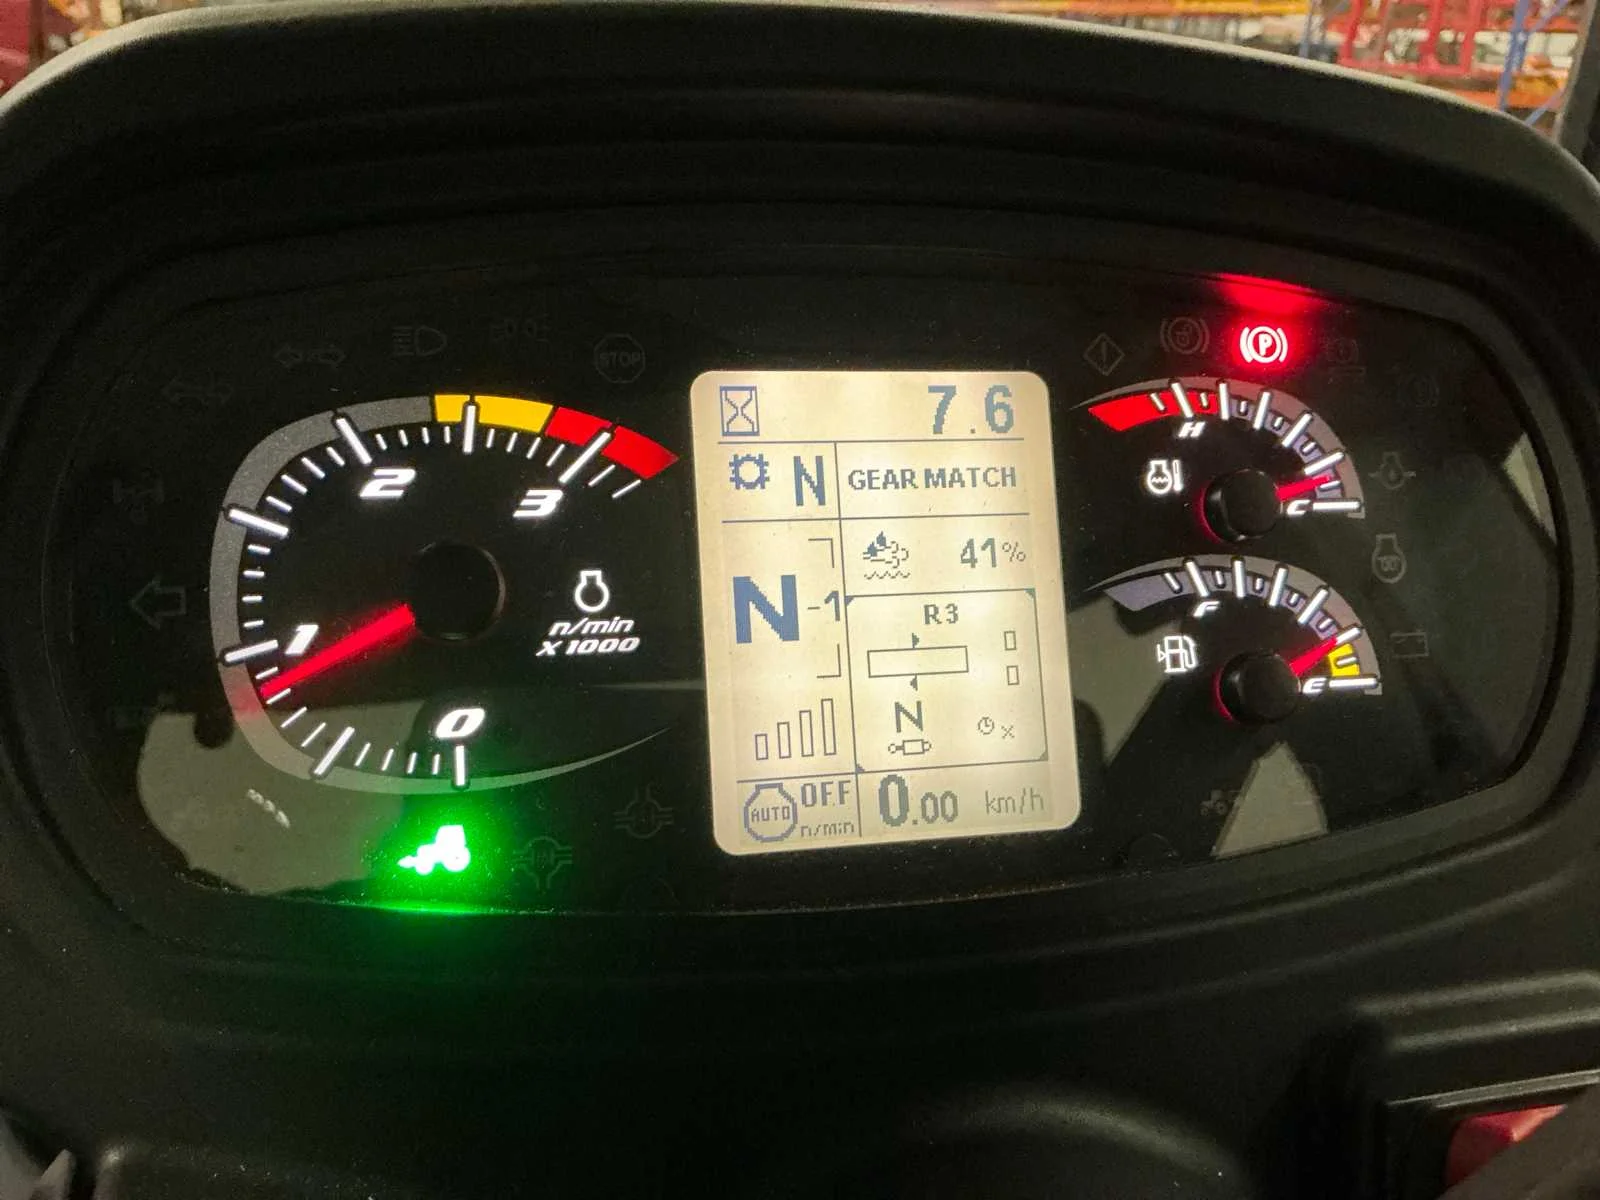 STOP
P
7.6
N
GEAR MATCH
41%
N-1
R3
N
x
AUTO
OFF
n/min
0.00 km/h
0
1
2
3
n/min
X 1000
H
C
F
E